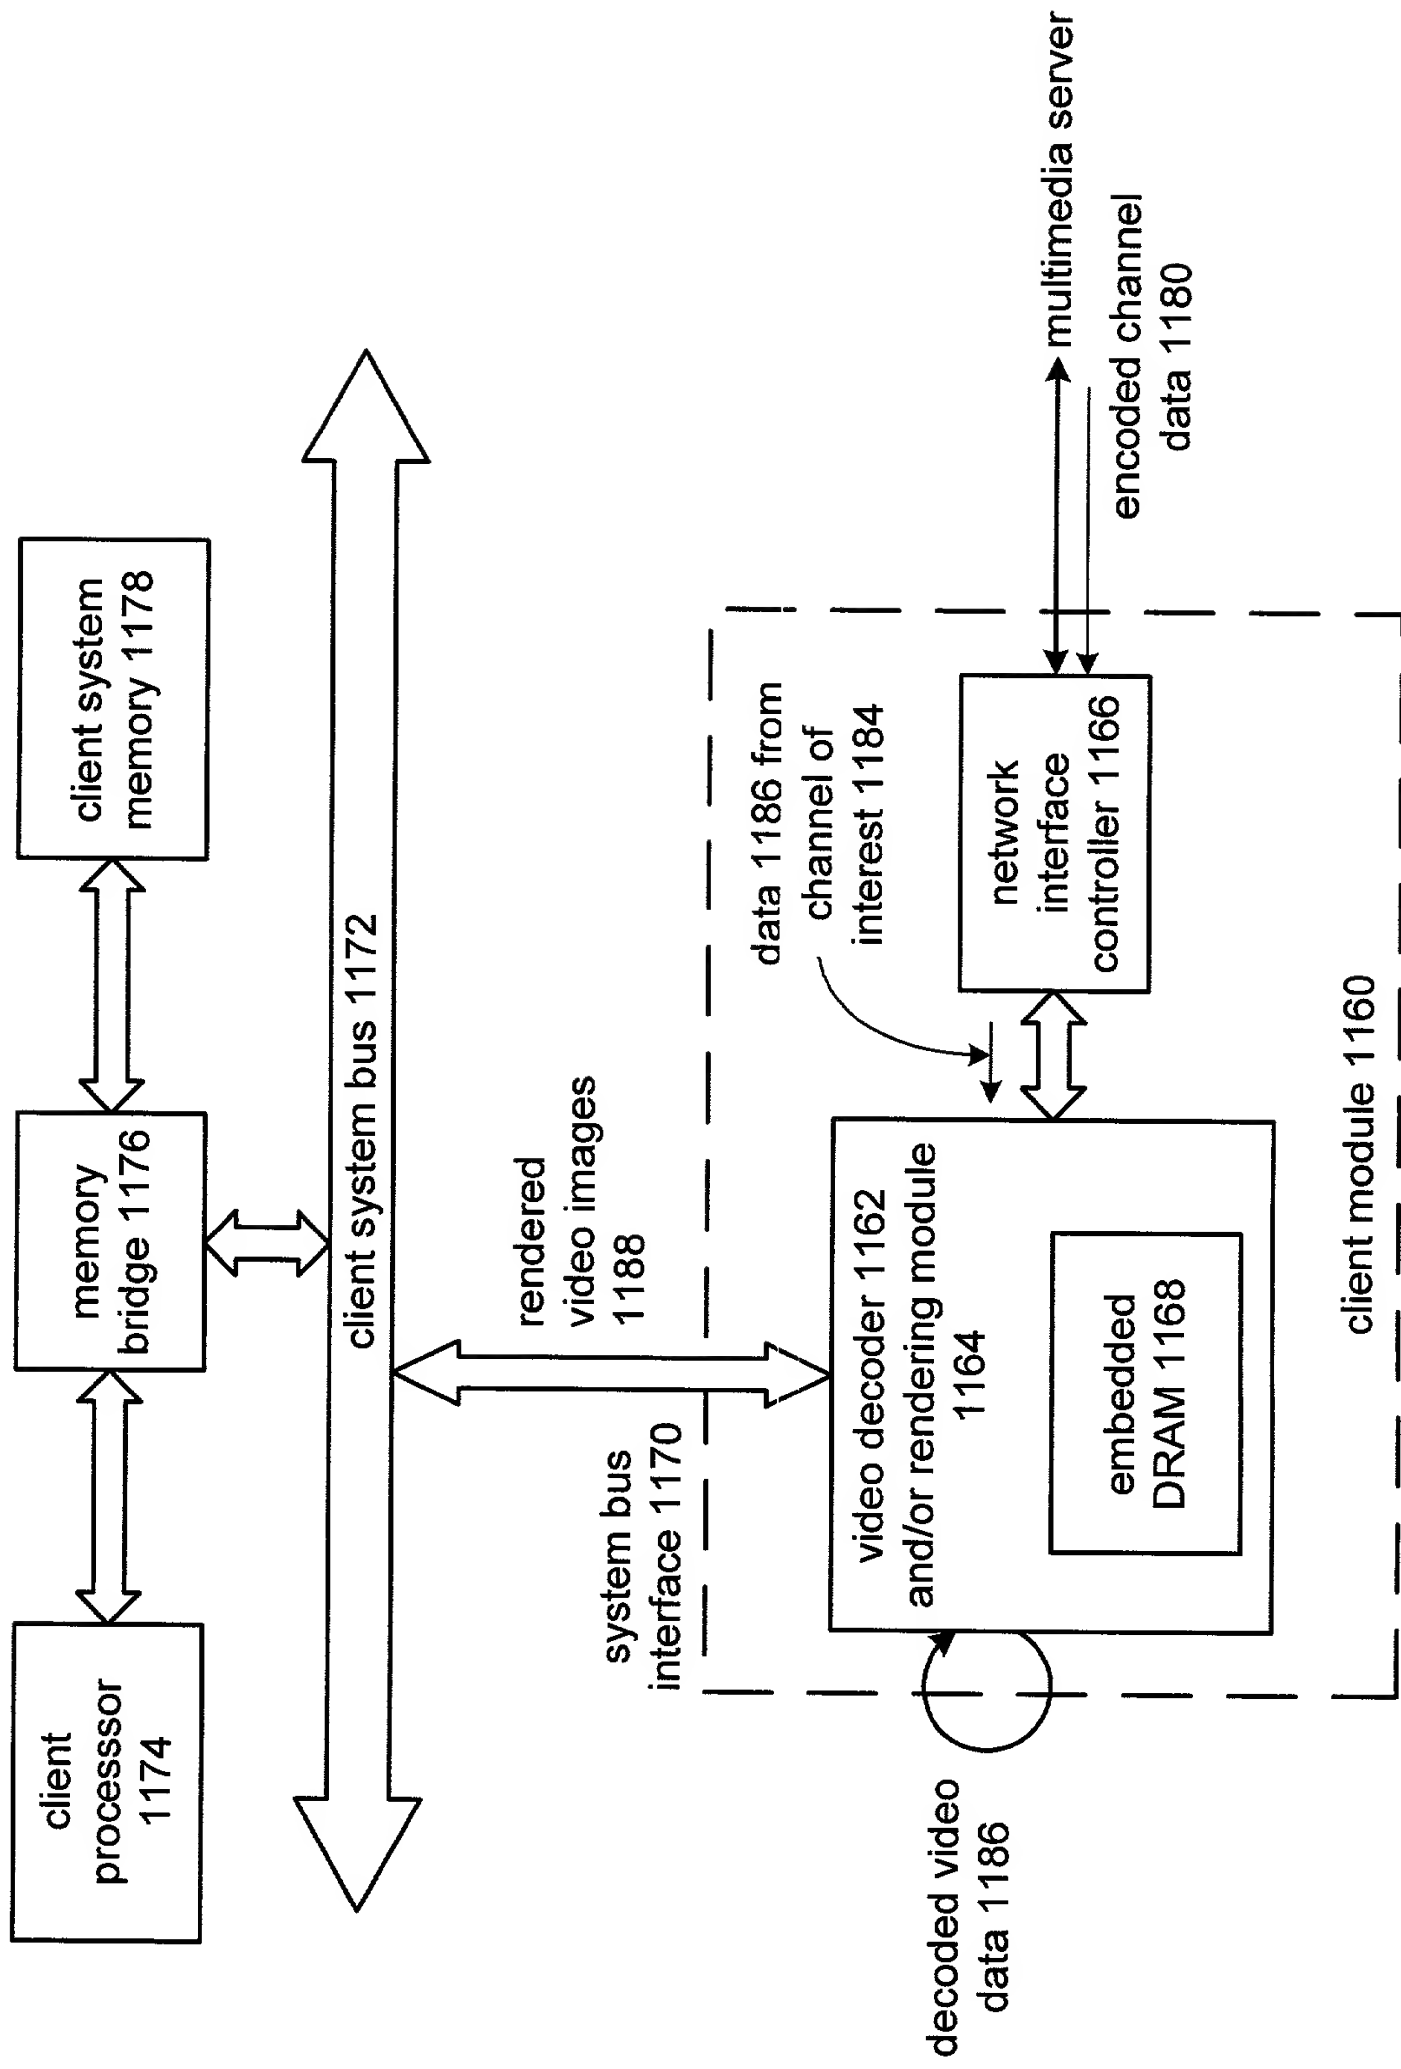 client
processsor
1174
memory
bridge 1176
client system
memory 1178
client system bus 1172
system bus
interface 1170
rendered
video images
1188
data 1186 from
channel of
interest 1184
multimedia server
encoded channel
data 1180
decoded video
data 1186
video decoder 1162
and/or rendering module
1164
embedded
DRAM 1168
network
interface
controller 1166
client module 1160